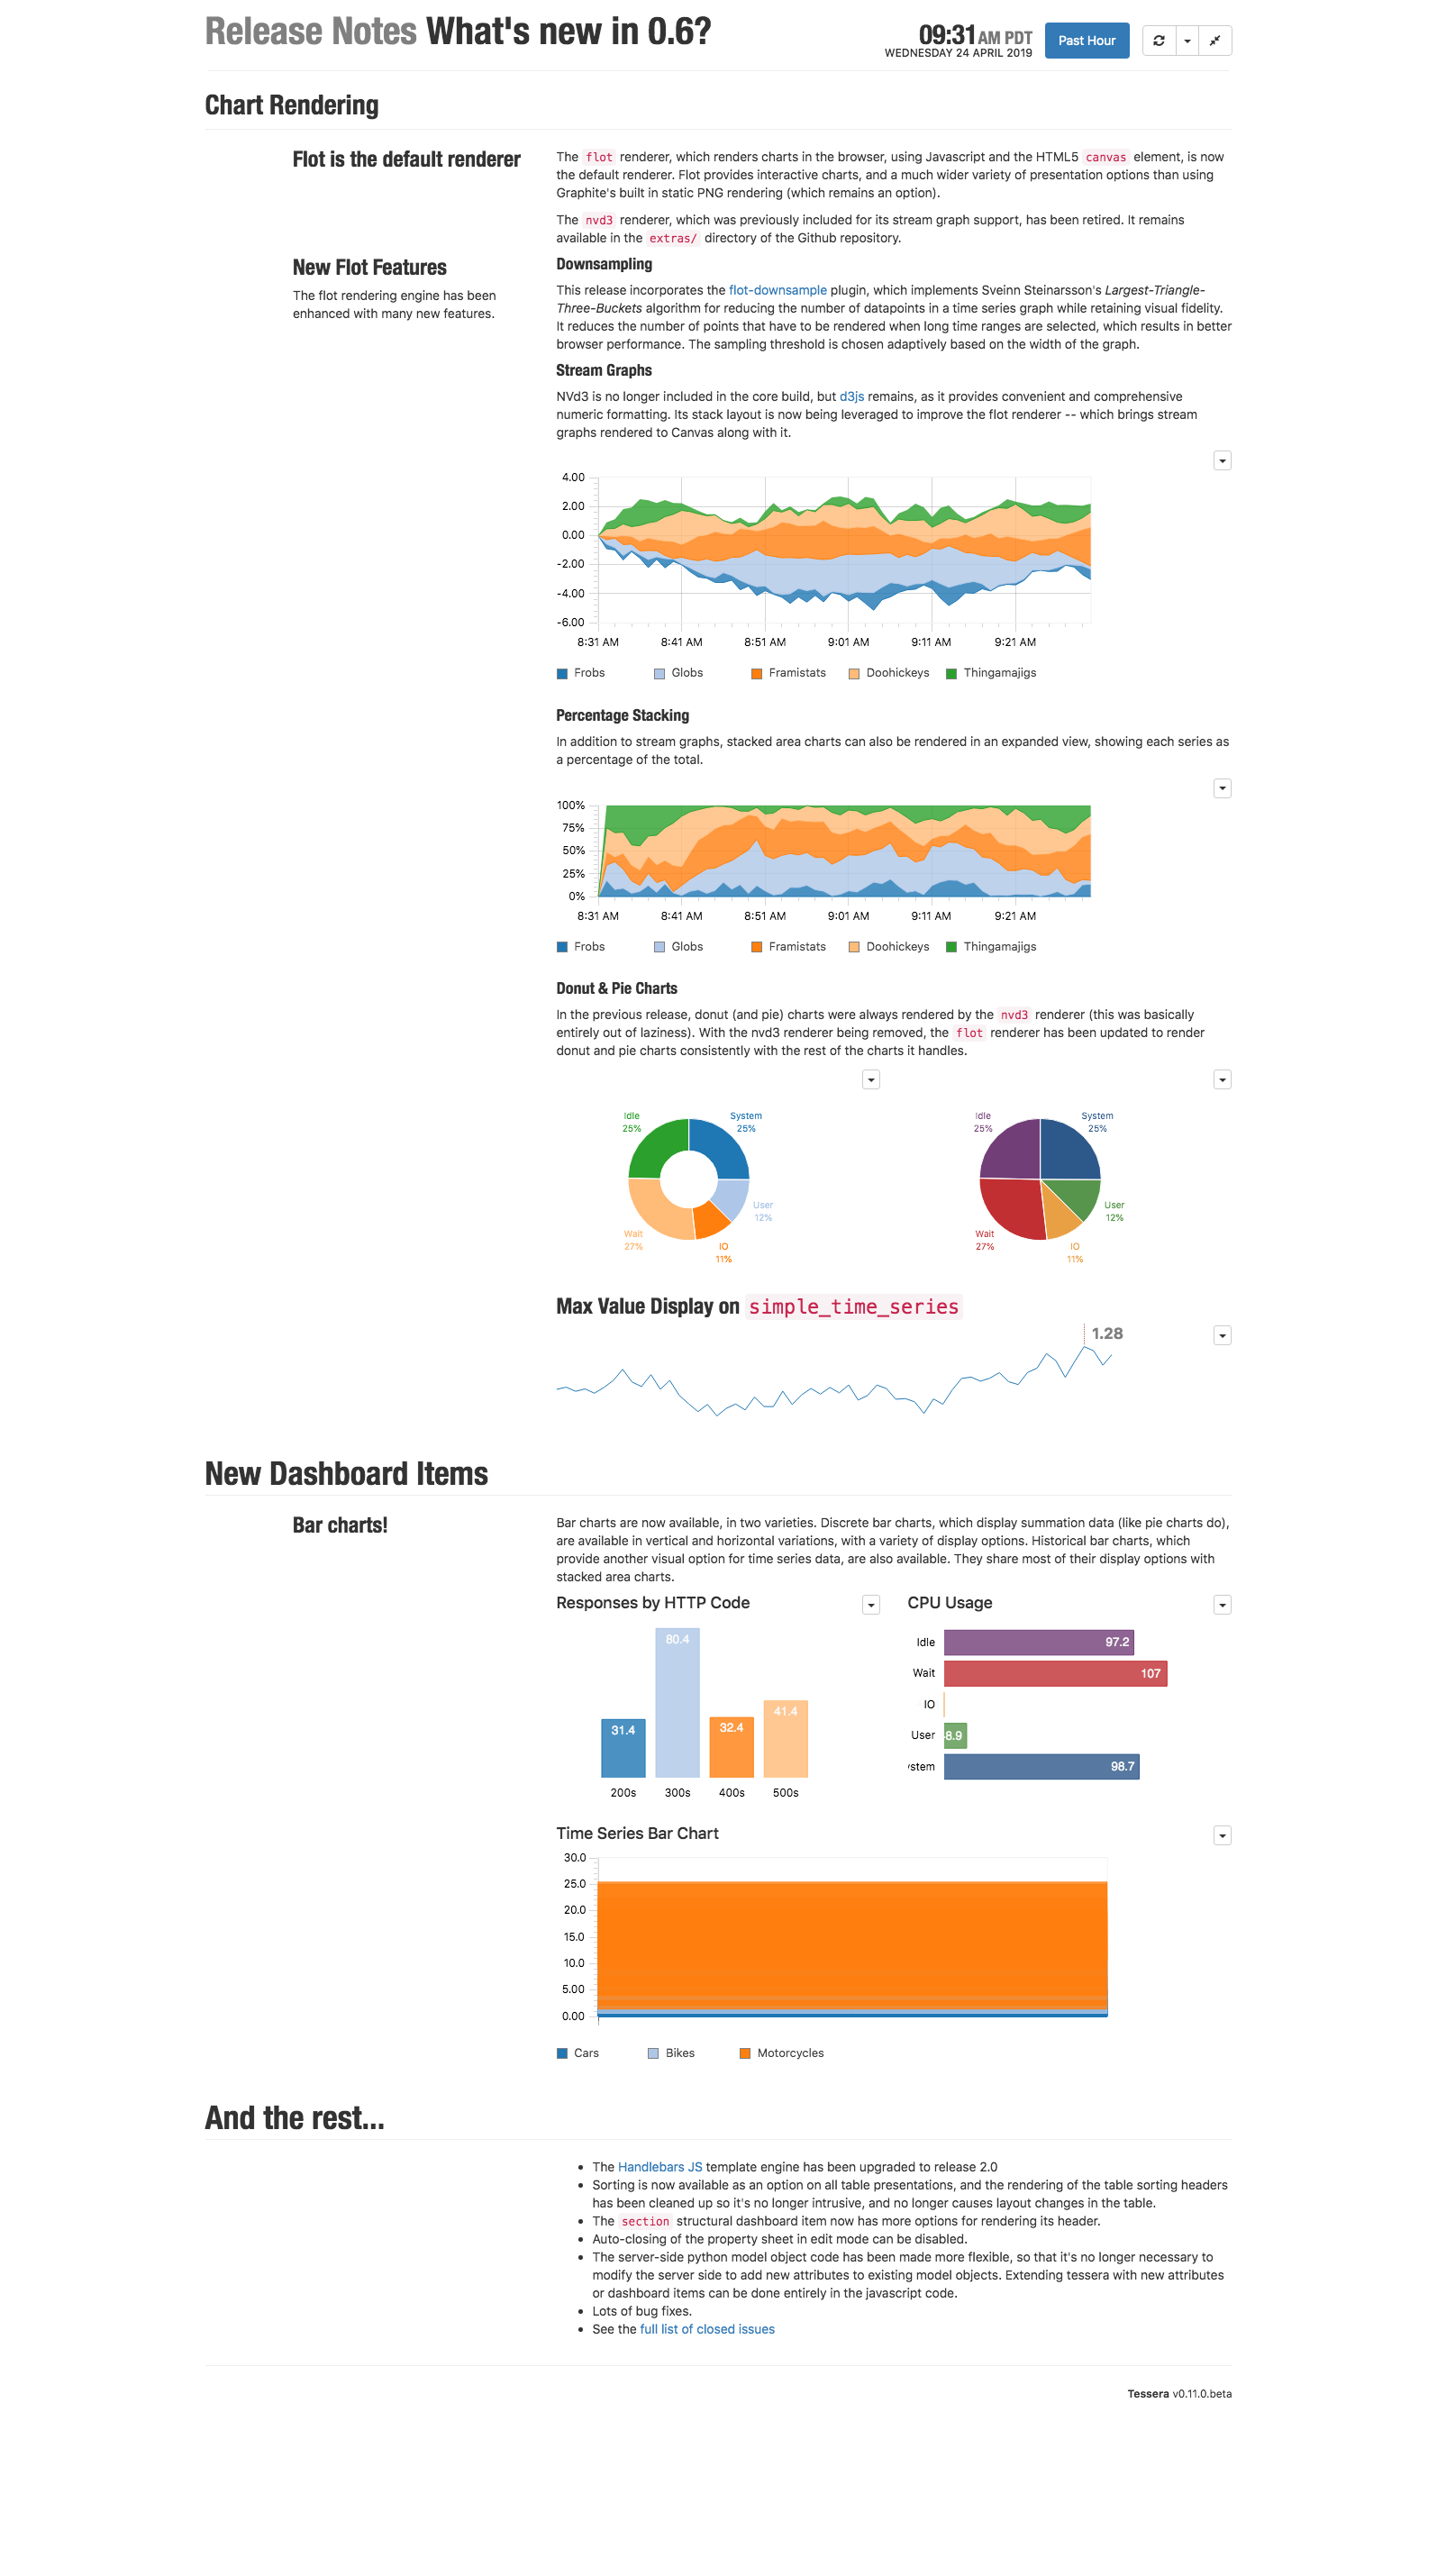 Release Notes What's new in 0.6?
09:31 AM PDT
WEDNESDAY 24 APRIL 2019
Past Hour
Chart Rendering
Flot is the default renderer
The flot renderer, which renders charts in the browser, using Javascript and the HTML5 canvas element, is now
the default renderer. Flot provides interactive charts, and a much wider variety of presentation options than using
Graphite's built in static PNG rendering (which remains an option).
The nvd3 renderer, which was previously included for its stream graph support, has been retired. It remains
available in the extras/ directory of the Github repository.
New Flot Features
The flot rendering engine has been
enhanced with many new features.
Downsampling
This release incorporates the flot-downsample plugin, which implements Sveinn Steinarsson's Largest-Triangle-
Three-Buckets algorithm for reducing the number of datapoints in a time series graph while retaining visual fidelity.
It reduces the number of points that have to be rendered when long time ranges are selected, which results in better
browser performance. The sampling threshold is chosen adaptively based on the width of the graph.
Stream Graphs
NVd3 is no longer included in the core build, but d3js remains, as it provides convenient and comprehensive
numeric formatting. Its stack layout is now being leveraged to improve the flot renderer -- which brings stream
graphs rendered to Canvas along with it.
4.00
2.00
0.00
-2.00
-4.00
-6.00
8:31 AM 8:41 AM 8:51 AM 9:01 AM 9:11 AM 9:21 AM
Frobs Globs Framistats Doohickeys Thingamajigs
Percentage Stacking
In addition to stream graphs, stacked area charts can also be rendered in an expanded view, showing each series as
a percentage of the total.
100%
75%
50%
25%
0%
8:31 AM 8:41 AM 8:51 AM 9:01 AM 9:11 AM 9:21 AM
Frobs Globs Framistats Doohickeys Thingamajigs
Donut & Pie Charts
In the previous release, donut (and pie) charts were always rendered by the nvd3 renderer (this was basically
entirely out of laziness). With the nvd3 renderer being removed, the flot renderer has been updated to render
donut and pie charts consistently with the rest of the charts it handles.
Idle
25%
System
25%
User
12%
Wait
27%
IO
11%
Idle
25%
System
25%
User
12%
Wait
27%
IO
11%
Max Value Display on simple_time_series
1.28
New Dashboard Items
Bar charts!
Bar charts are now available, in two varieties. Discrete bar charts, which display summation data (like pie charts do),
are available in vertical and horizontal variations, with a variety of display options. Historical bar charts, which
provide another visual option for time series data, are also available. They share most of their display options with
stacked area charts.
Responses by HTTP Code
80.4
41.4
31.4
32.4
200s 300s 400s 500s
CPU Usage
Idle 97.2
Wait 107
IO
User 8.9
ystem 98.7
Time Series Bar Chart
30.0
25.0
20.0
15.0
10.0
5.00
0.00
Cars Bikes Motorcycles
And the rest...
• The Handlebars JS template engine has been upgraded to release 2.0
• Sorting is now available as an option on all table presentations, and the rendering of the table sorting headers
has been cleaned up so it's no longer intrusive, and no longer causes layout changes in the table.
• The section structural dashboard item now has more options for rendering its header.
• Auto-closing of the property sheet in edit mode can be disabled.
• The server-side python model object code has been made more flexible, so that it's no longer necessary to
modify the server side to add new attributes to existing model objects. Extending tessera with new attributes
or dashboard items can be done entirely in the javascript code.
• Lots of bug fixes.
• See the full list of closed issues
Tessera v0.11.0.beta